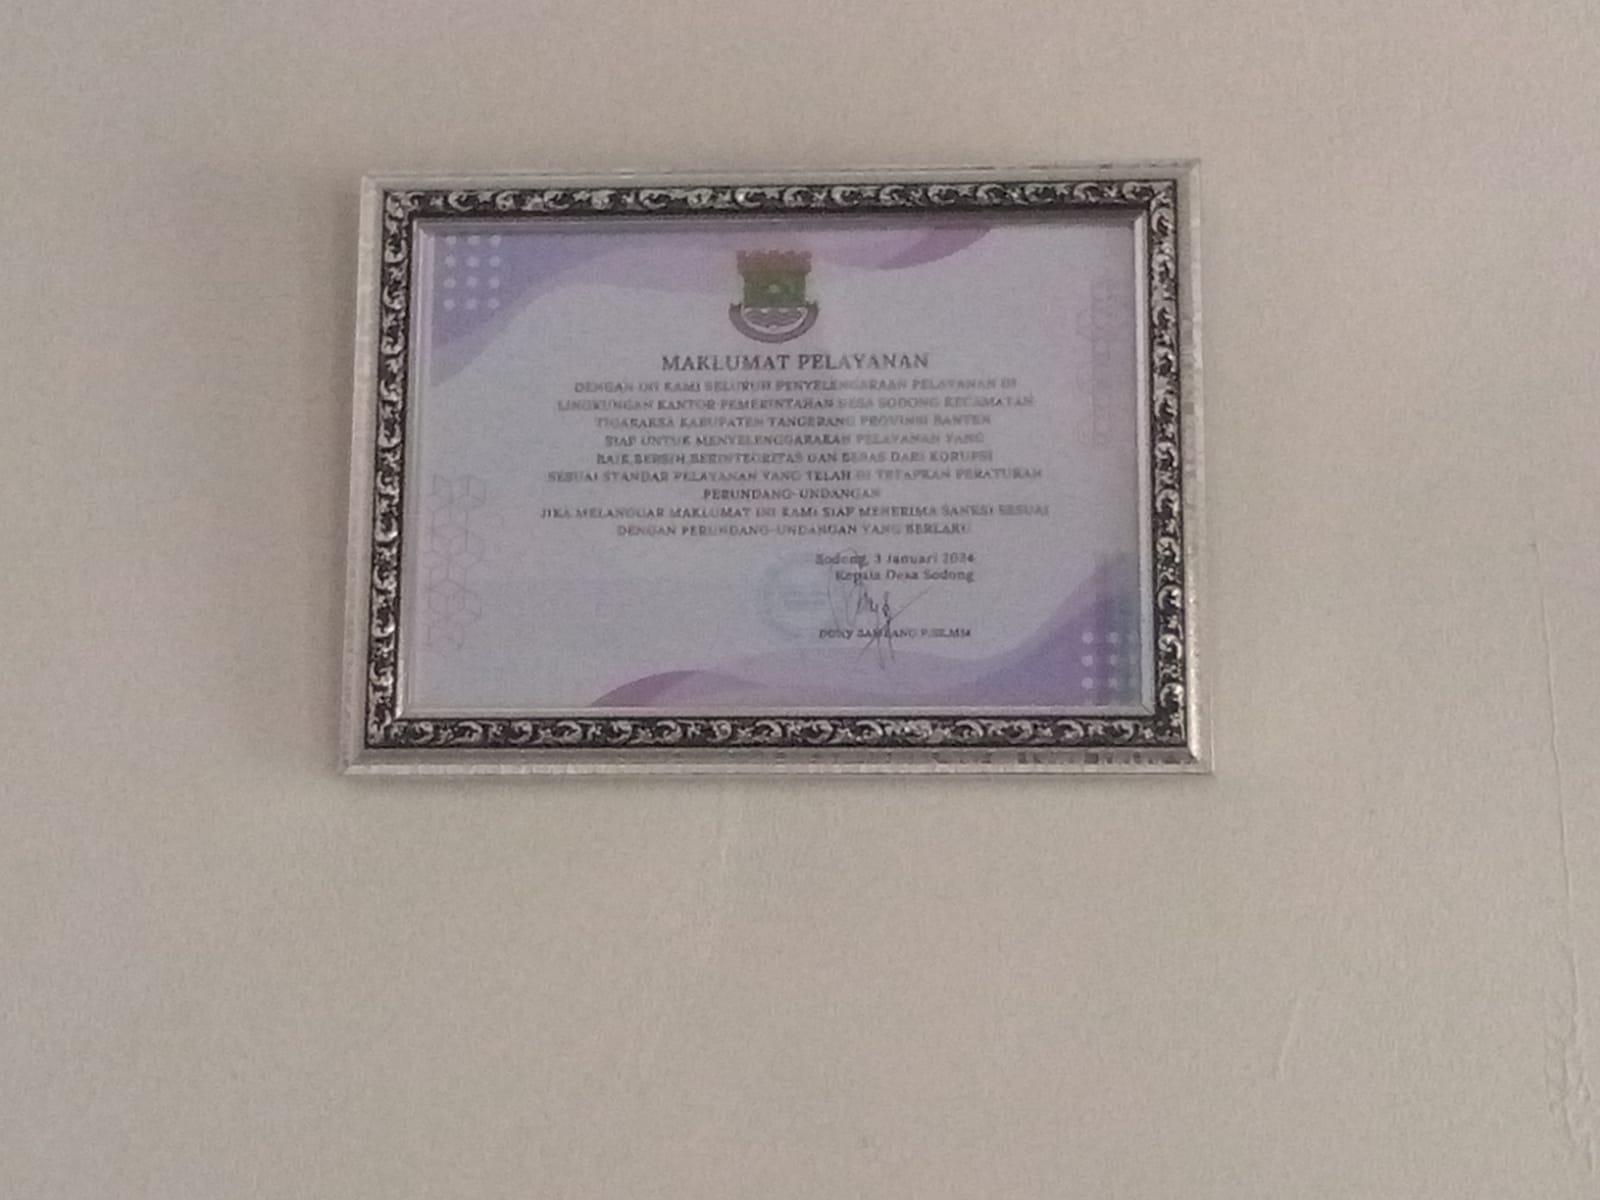 MAKLUMAT PELAYANAN
DENGAN INI KAMI SELURUH PENYELENGARAAN PELAYANAN DI
LINGKUNGAN KANTOR PEMERINTAHAN DESA SODONG KECAMATAN
TIGARAKSA KABUPATEN TANGERANG PROVINSI BANTEN
SIAP UNTUK MENYELENGGARAKAN PELAYANAN YANG
BAIK,BERSIH,BERINTEGRITAS DAN BEBAS DARI KORUPSI
SESUAI STANDAR PELAYANAN YANG TELAH DI TETAPKAN PERATURAN
PERUNDANG-UNDANGAN
JIKA MELANGGAR MAKLUMAT INI KAMI SIAP MENERIMA SANKSI SESUAI
DENGAN PERUNDANG-UNDANGAN YANG BERLAKU
Sodong, 3 Januari 2024
Kepala Desa Sodong